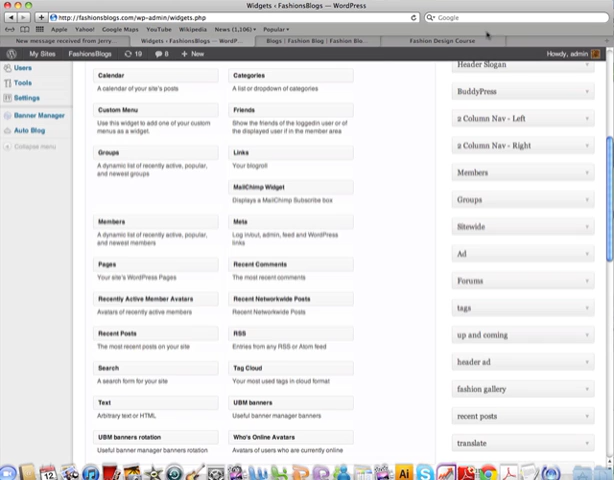 Widgets ‹ FashionsBlogs — WordPress
http://fashionsblogs.com/wp-admin/widgets.php
Google
Apple Yahoo! Google Maps YouTube Wikipedia News (1,106) Popular
New message received from Jerry... Widgets ‹ FashionsBlogs — WordP... Blogs | Fashion Blog | Fashion Blo... Fashion Design Course
My Sites FashionsBlogs 19 8 + New Howdy, admin
Users
Tools
Settings
Banner Manager
Auto Blog
Collapse menu
Calendar
A calendar of your site's posts
Categories
A list or dropdown of categories
Custom Menu
Use this widget to add one of your custom
menus as a widget.
Friends
Show the friends of the loggedin user or of
the displayed user if in the member area
Groups
A dynamic list of recently active, popular,
and newest groups
Links
Your blogroll
MailChimp Widget
Displays a MailChimp Subscribe box
Members
A dynamic list of recently active, popular,
and newest members
Meta
Log in/out, admin, feed and WordPress
links
Pages
Your site's WordPress Pages
Recent Comments
The most recent comments
Recently Active Member Avatars
Avatars of recently active members
Recent Networkwide Posts
Recent Networkwide Posts
Recent Posts
The most recent posts on your site
RSS
Entries from any RSS or Atom feed
Search
A search form for your site
Tag Cloud
Your most used tags in cloud format
Text
Arbitrary text or HTML
UBM banners
Useful banner manager banners
UBM banners rotation
Useful banner manager banners rotation
Who's Online Avatars
Avatars of users who are currently online
Header Slogan
BuddyPress
2 Column Nav - Left
2 Column Nav - Right
Members
Groups
Sitewide
Ad
Forums
tags
up and coming
header ad
fashion gallery
recent posts
translate
12
Ai